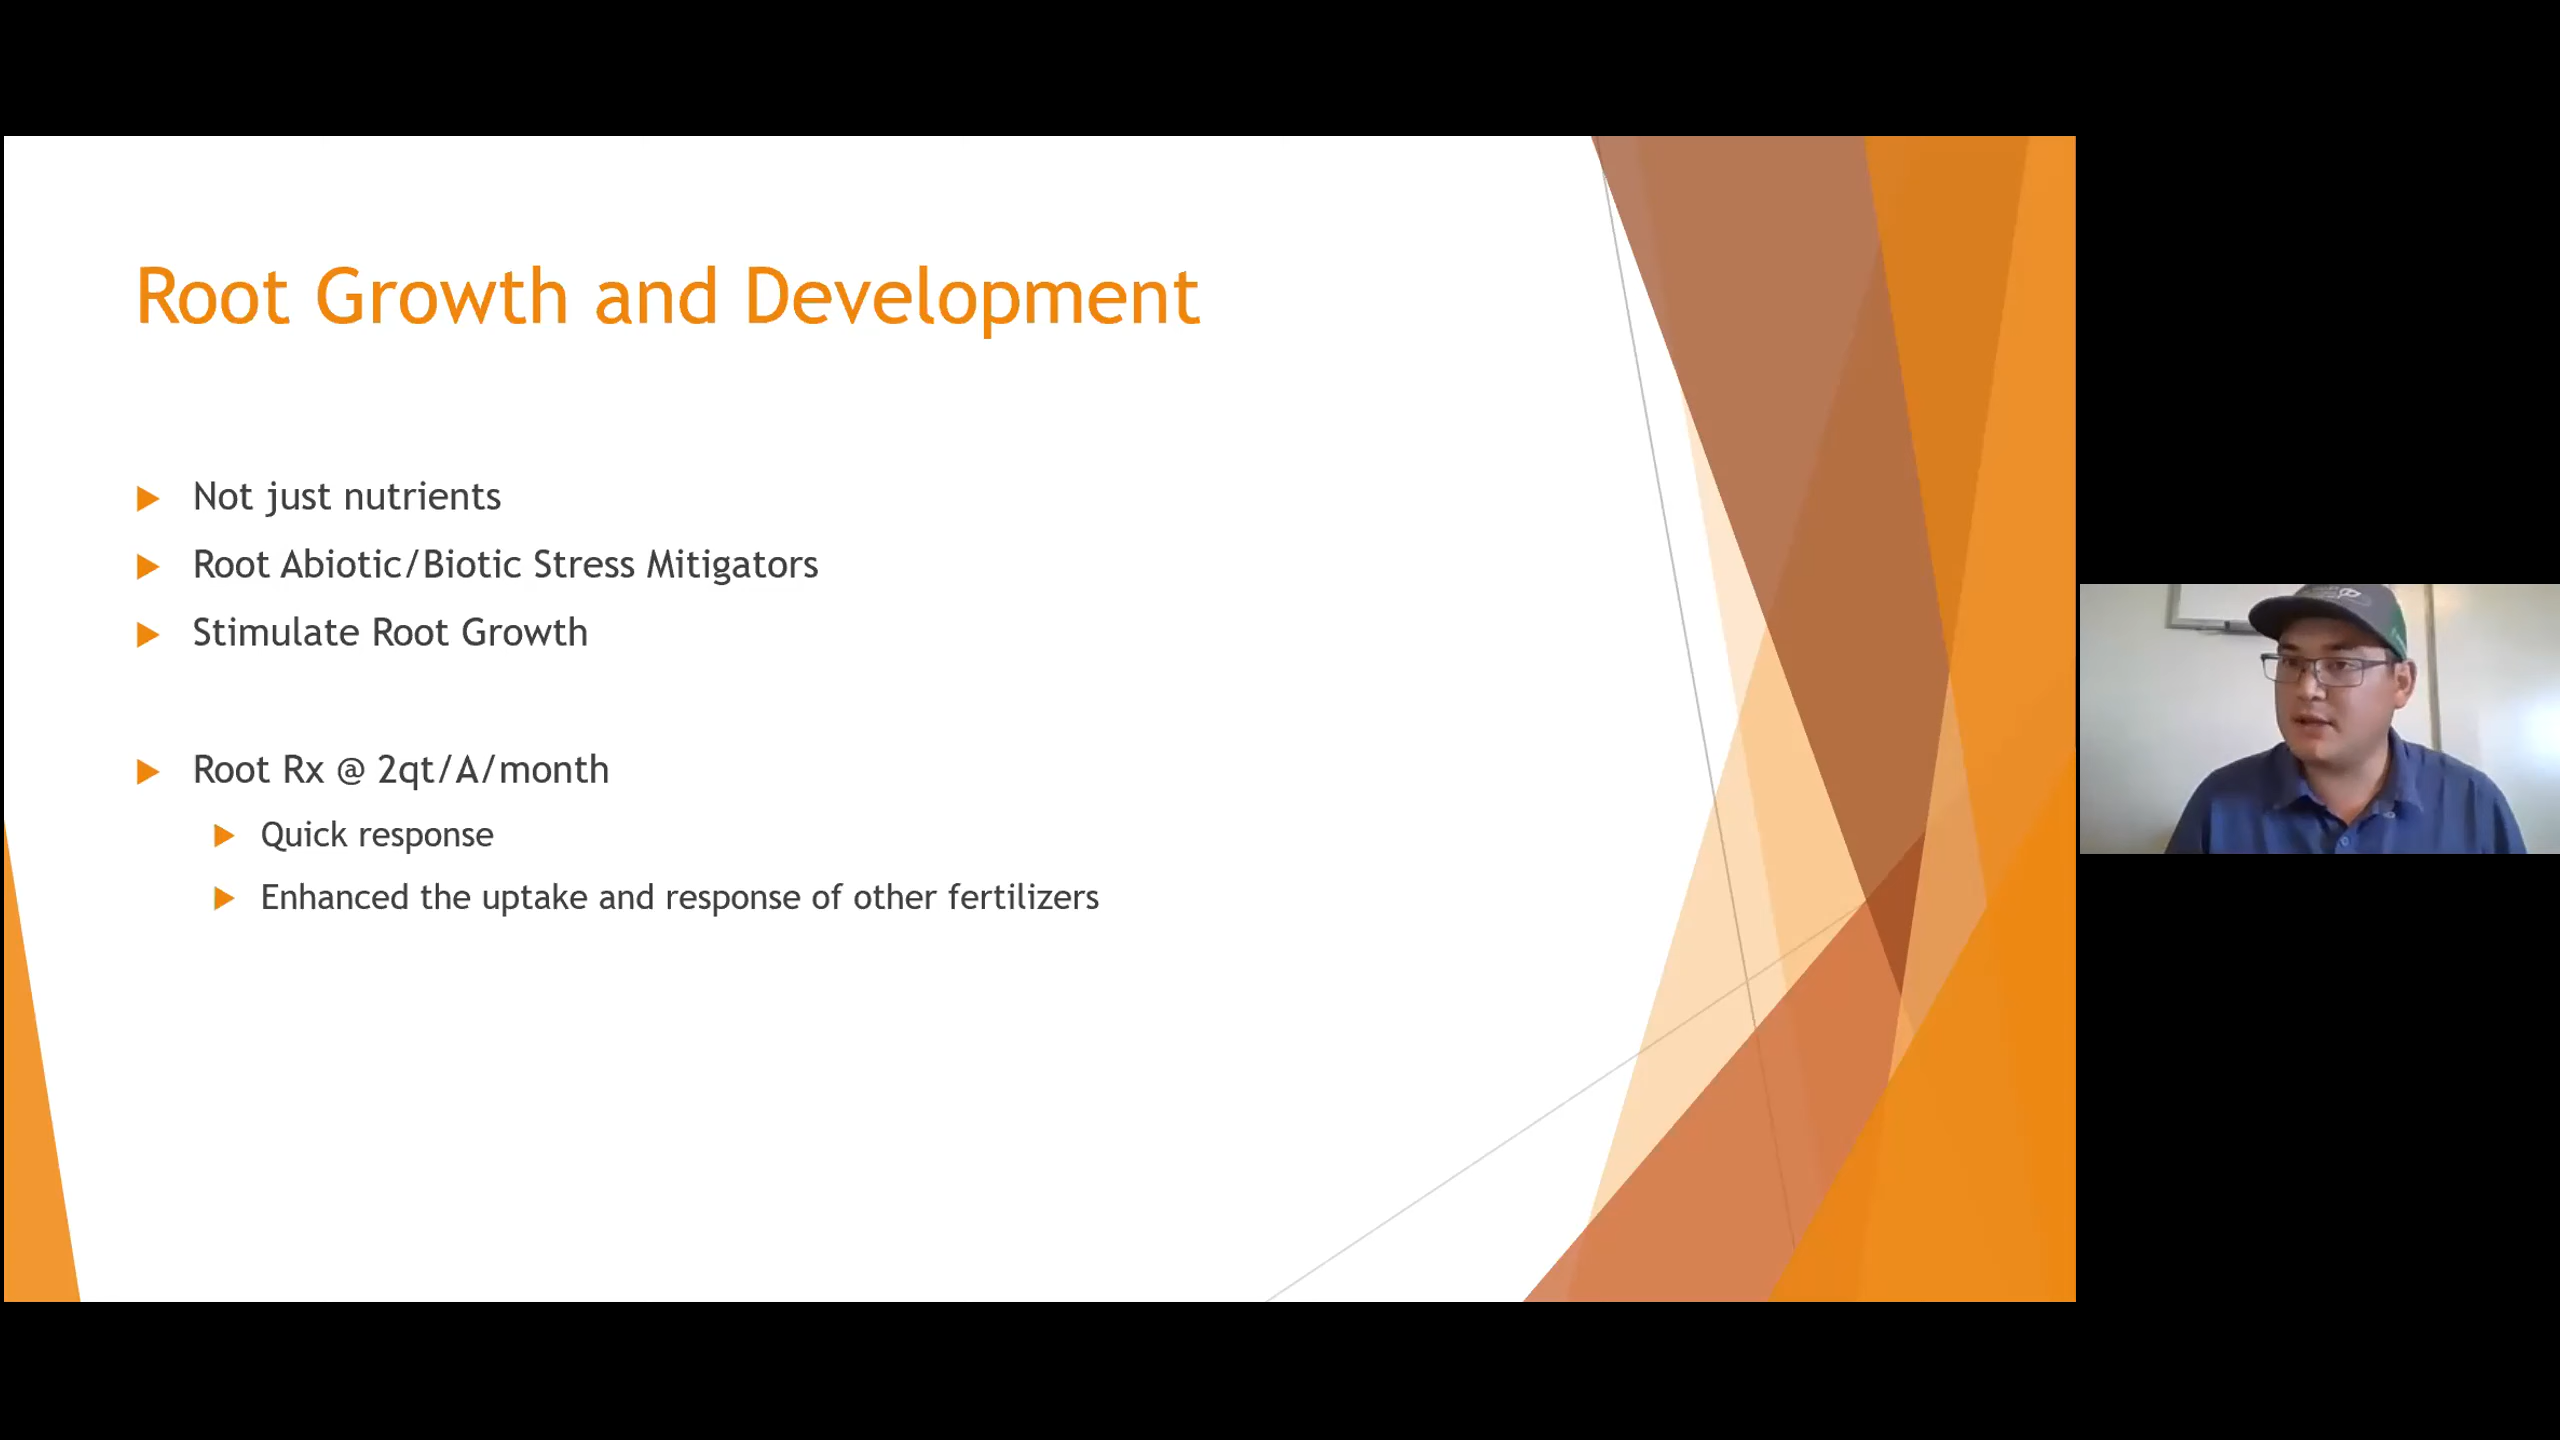 Root Growth and Development
Not just nutrients
Root Abiotic/Biotic Stress Mitigators
Stimulate Root Growth
Root Rx @ 2qt/A/month
Quick response
Enhanced the uptake and response of other fertilizers